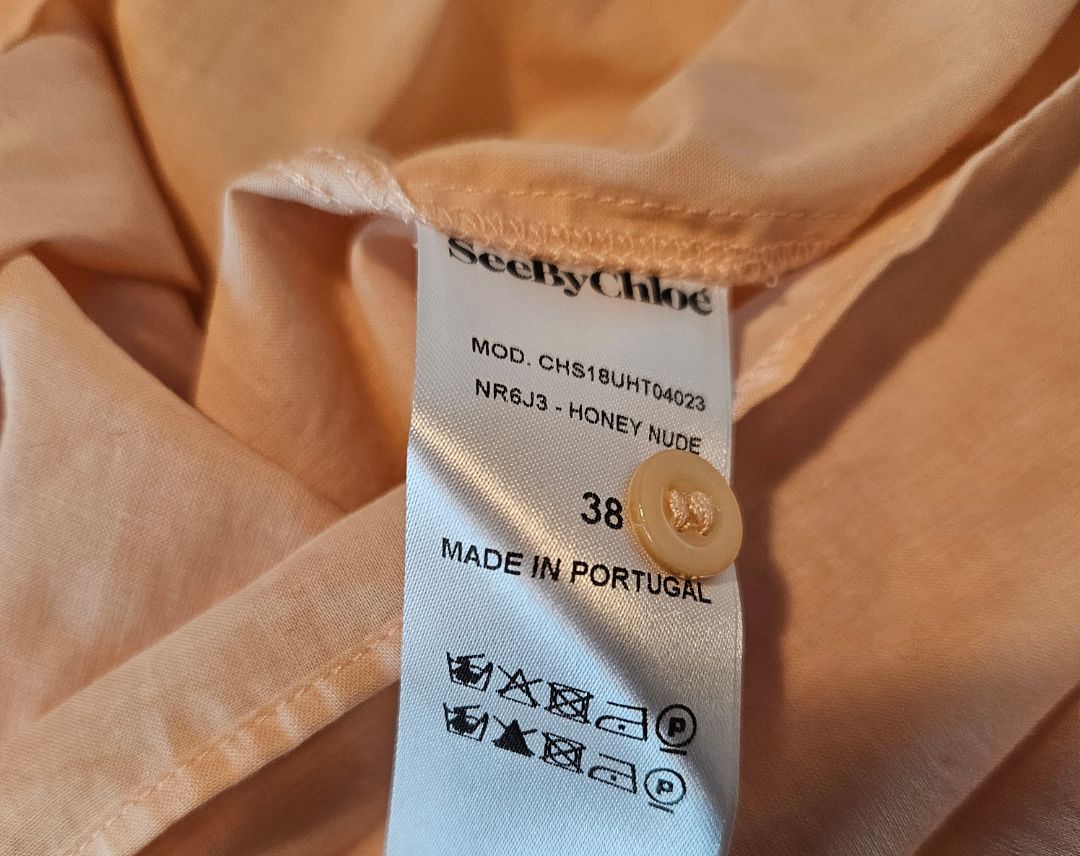 SeeByChloé
MOD. CHS18UHT04023
NR6J3 - HONEY NUDE
38
MADE IN PORTUGAL
P
P